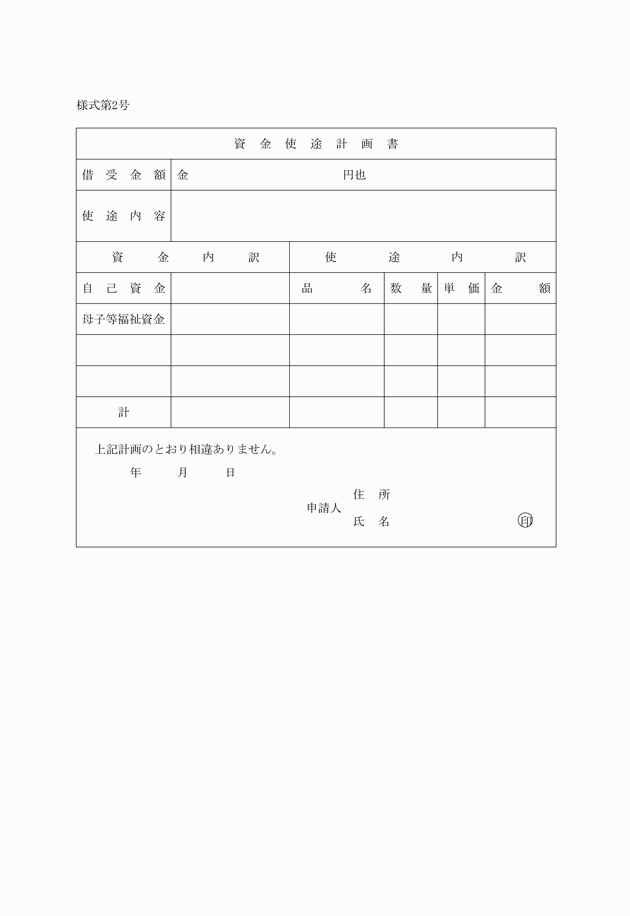 様式第2号
資金使途計画書
借受金額 金 円也
使途内容
資金内訳 使途内訳
自己資金 品名 数量 単価 金額
母子等福祉資金
計
上記計画のとおり相違ありません。
年 月 日
住所
申請人
氏名 ㊞